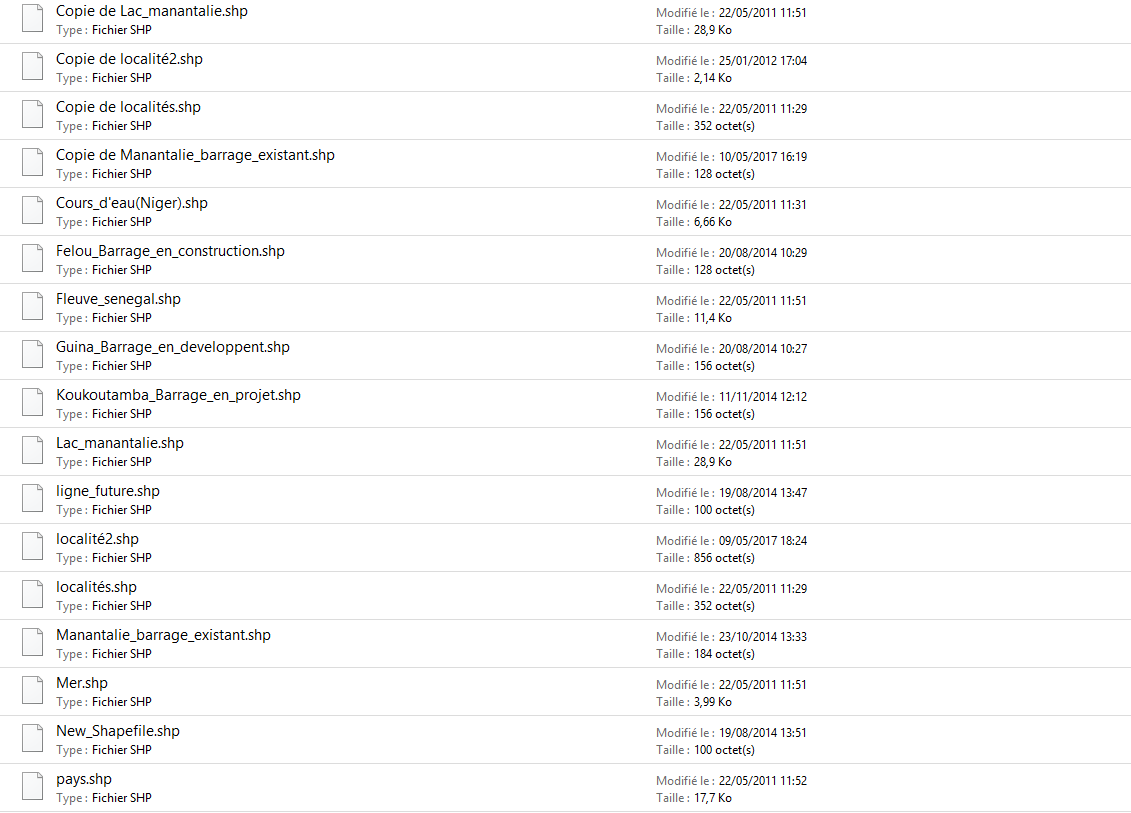 Copie de Lac_manantalie.shp Modifié le : 22/05/2011 11:51
Type : Fichier SHP Taille : 28,9 Ko
Copie de localité2.shp Modifié le : 25/01/2012 17:04
Type : Fichier SHP Taille : 2,14 Ko
Copie de localités.shp Modifié le : 22/05/2011 11:29
Type : Fichier SHP Taille : 352 octet(s)
Copie de Manantalie_barrage_existant.shp Modifié le : 10/05/2017 16:19
Type : Fichier SHP Taille : 128 octet(s)
Cours_d'eau(Niger).shp Modifié le : 22/05/2011 11:31
Type : Fichier SHP Taille : 6,66 Ko
Felou_Barrage_en_construction.shp Modifié le : 20/08/2014 10:29
Type : Fichier SHP Taille : 128 octet(s)
Fleuve_senegal.shp Modifié le : 22/05/2011 11:51
Type : Fichier SHP Taille : 11,4 Ko
Guina_Barrage_en_developpent.shp Modifié le : 20/08/2014 10:27
Type : Fichier SHP Taille : 156 octet(s)
Koukoutamba_Barrage_en_projet.shp Modifié le : 11/11/2014 12:12
Type : Fichier SHP Taille : 156 octet(s)
Lac_manantalie.shp Modifié le : 22/05/2011 11:51
Type : Fichier SHP Taille : 28,9 Ko
ligne_future.shp Modifié le : 19/08/2014 13:47
Type : Fichier SHP Taille : 100 octet(s)
localité2.shp Modifié le : 09/05/2017 18:24
Type : Fichier SHP Taille : 856 octet(s)
localités.shp Modifié le : 22/05/2011 11:29
Type : Fichier SHP Taille : 352 octet(s)
Manantalie_barrage_existant.shp Modifié le : 23/10/2014 13:33
Type : Fichier SHP Taille : 184 octet(s)
Mer.shp Modifié le : 22/05/2011 11:51
Type : Fichier SHP Taille : 3,99 Ko
New_Shapefile.shp Modifié le : 19/08/2014 13:51
Type : Fichier SHP Taille : 100 octet(s)
pays.shp Modifié le : 22/05/2011 11:52
Type : Fichier SHP Taille : 17,7 Ko